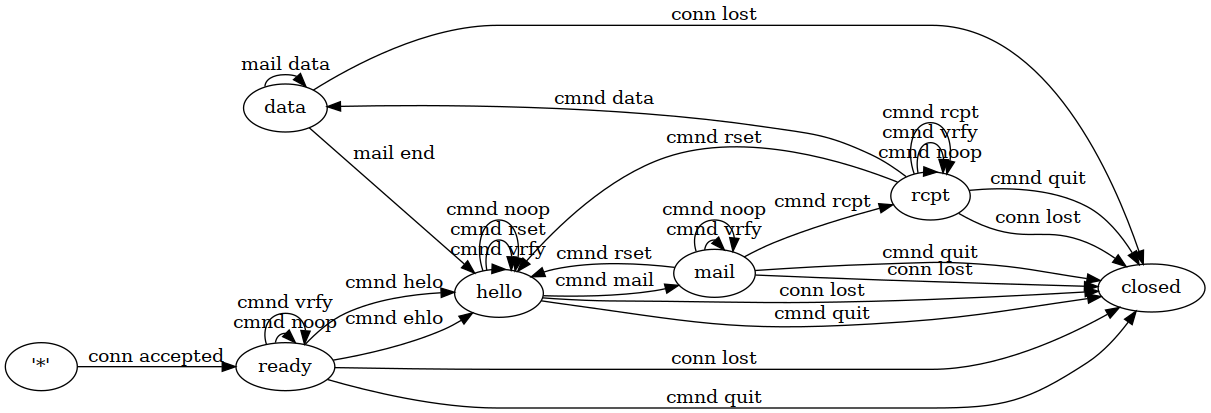 conn lost
mail data
data
cmnd data
cmnd rcpt
cmnd vrfy
cmnd noop
cmnd rset
mail end
cmnd quit
rcpt
cmnd rcpt
conn lost
cmnd noop
cmnd rset
cmnd vrfy
cmnd noop
cmnd vrfy
cmnd rset
cmnd quit
conn lost
mail
cmnd helo
cmnd mail
hello
conn lost
closed
cmnd vrfy
cmnd noop
cmnd ehlo
cmnd quit
'*'
conn accepted
ready
conn lost
cmnd quit